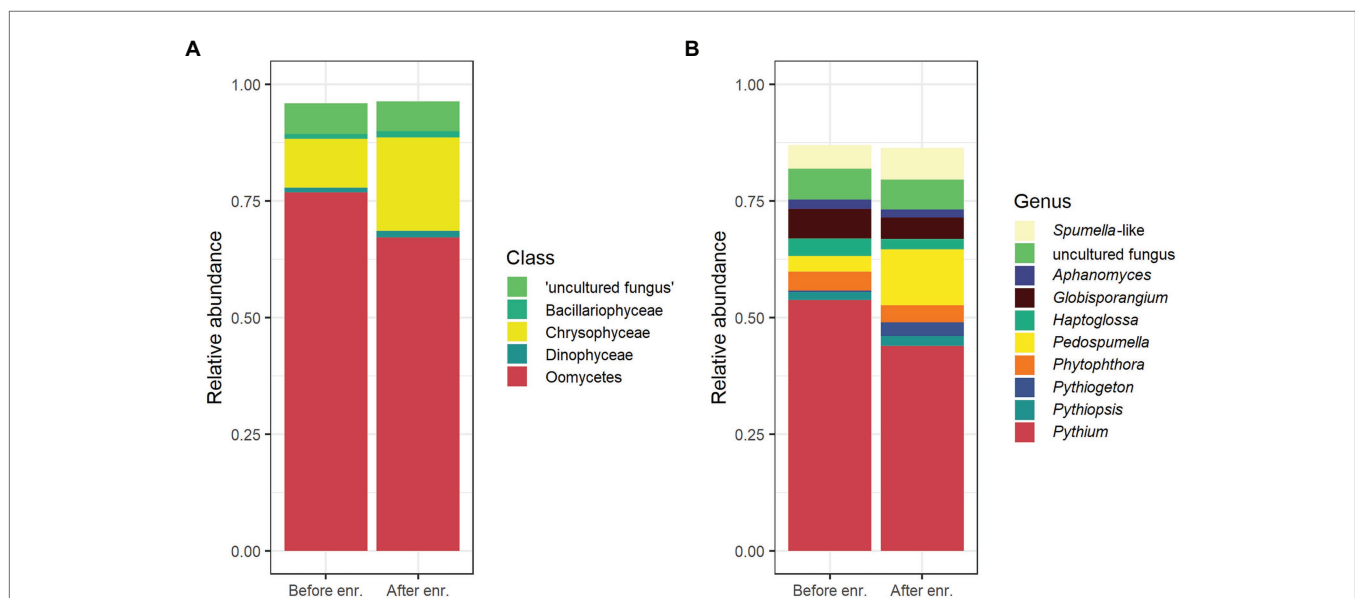 A
Relative abundance
1.00
0.75
0.50
0.25
0.00
Before enr.
After enr.
Class
'uncultured fungus'
Bacillariophyceae
Chrysophyceae
Dinophyceae
Oomycetes
B
Relative abundance
1.00
0.75
0.50
0.25
0.00
Before enr.
After enr.
Genus
Spumella-like
uncultured fungus
Aphanomyces
Globisporangium
Haptoglossa
Pedospumella
Phytophthora
Pythiogeton
Pythiopsis
Pythium